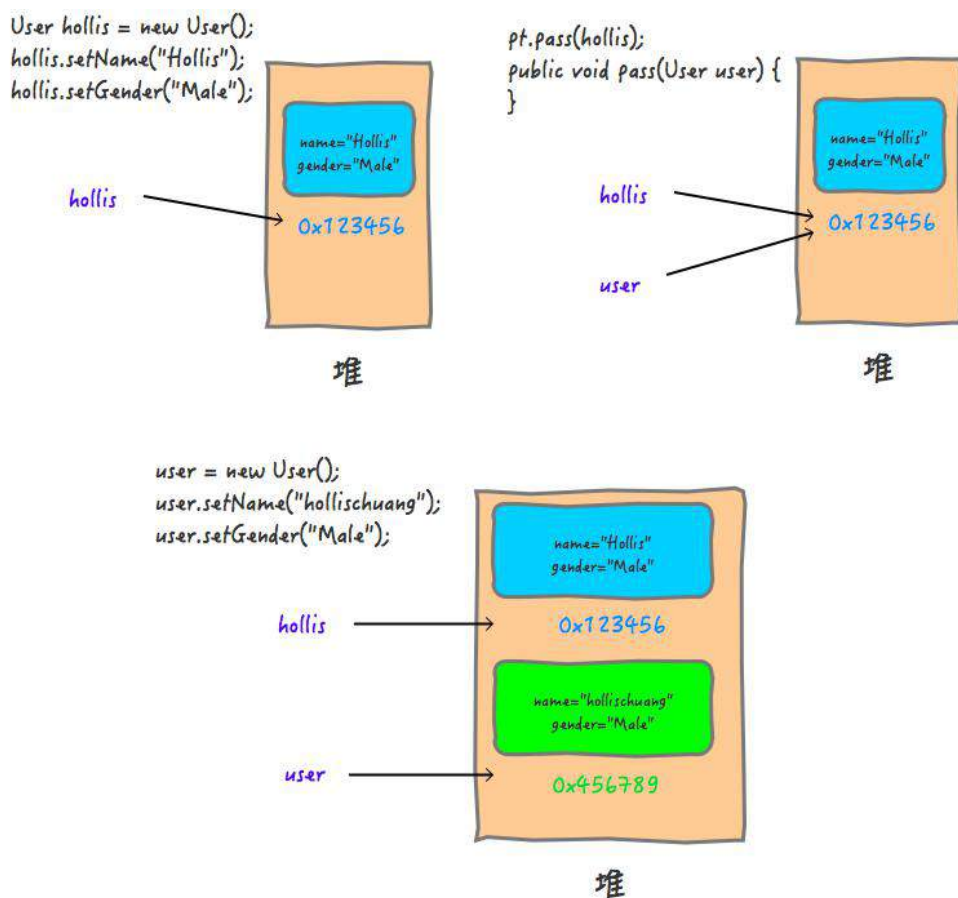 User hollis = new User();
hollis.setName("Hollis");
hollis.setGender("Male");
name="Hollis"
gender="Male"
hollis
0x123456
堆
pt.pass(hollis);
public void pass(User user) {
}
name="Hollis"
gender="Male"
hollis
0x123456
user
堆
user = new User();
user.setName("hollischuang");
user.setGender("Male");
name="Hollis"
gender="Male"
hollis
0x123456
name="hollischuang"
gender="Male"
user
0x456789
堆